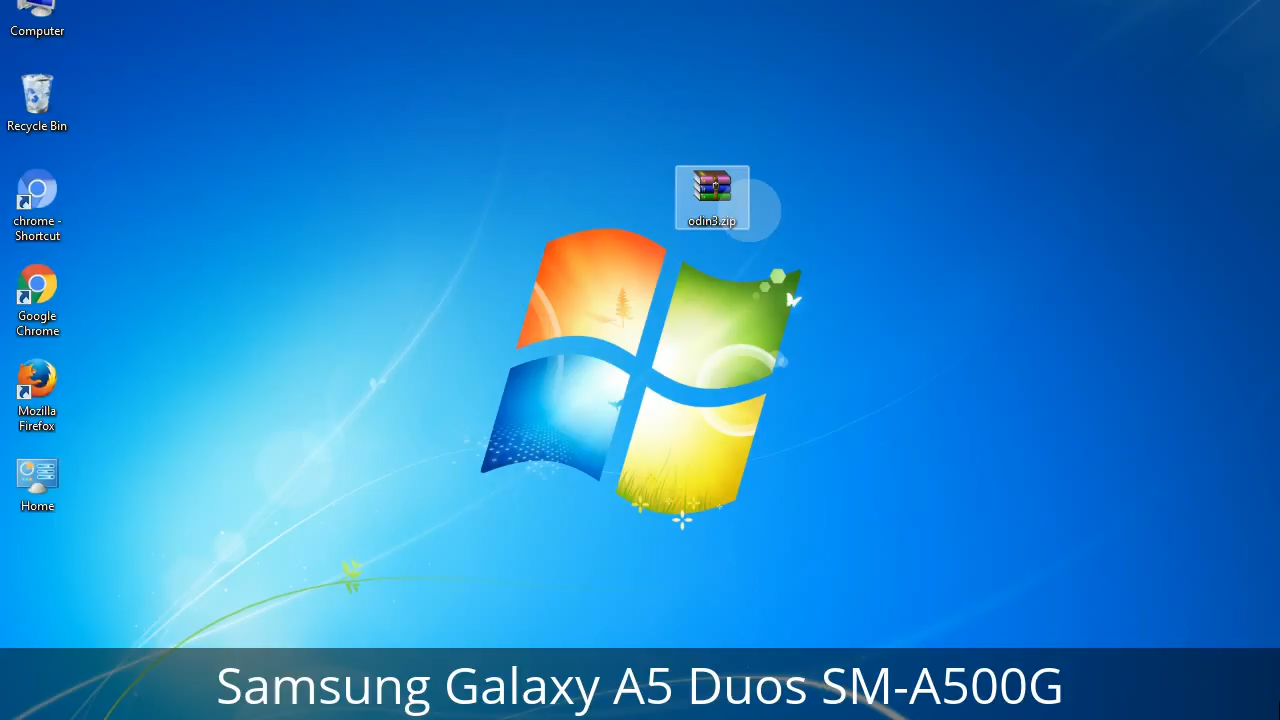 Computer
Recycle Bin
chrome -
Shortcut
Google
Chrome
Mozilla
Firefox
Home
odin3.zip
Samsung Galaxy A5 Duos SM-A500G